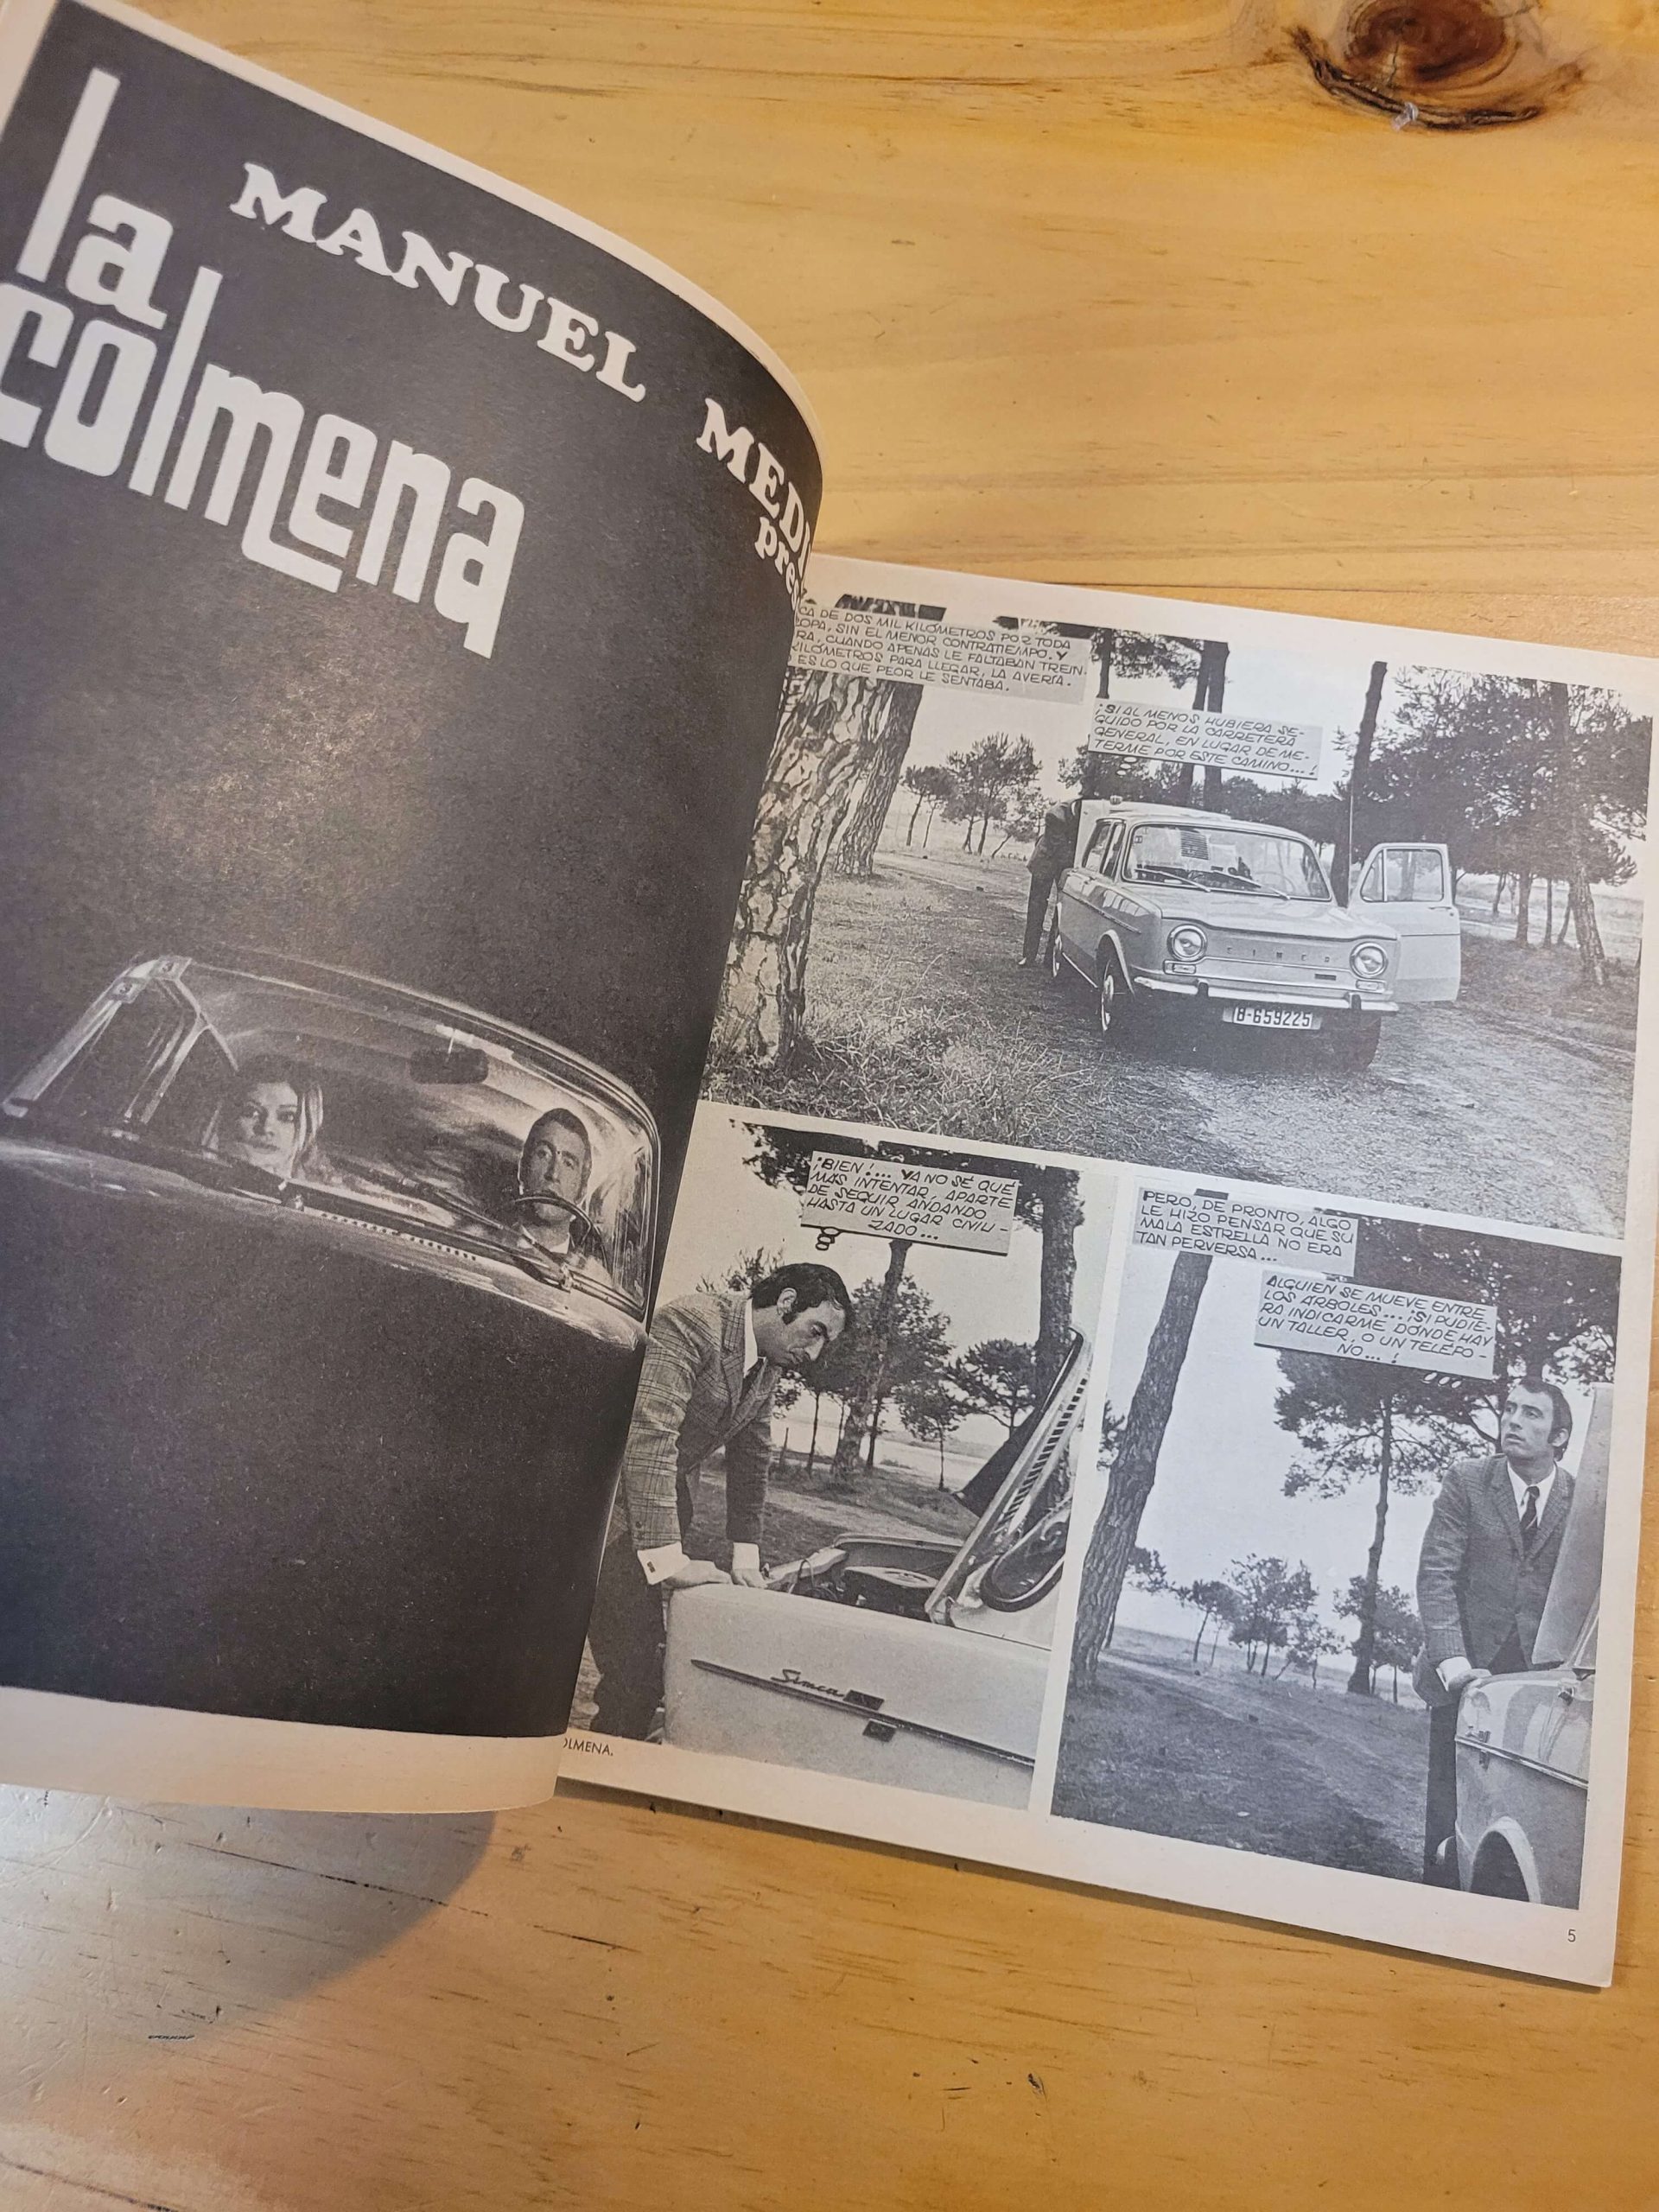 la
colmena
MANUEL
CA DE DOS MIL KILÓMETROS POR TODA
OPA, SIN EL MENOR CONTRATIEMPO. Y
RA, CUANDO APENAS LE FALTABAN TREIN-
KILÓMETROS PARA LLEGAR, LA AVERÍA.
ES LO QUE PEOR LE SENTABA.
¡SI AL MENOS HUBIERA SE-
GUIDO POR LA CARRETERA
GENERAL, EN LUGAR DE ME-
TERME POR ESTE CAMINO...!
SIMCA
B-659225
¡BIEN!... YA NO SÉ QUÉ
MÁS INTENTAR, APARTE
DE SEGUIR ANDANDO
HASTA UN LUGAR CIVILI-
ZADO...
Simca
PERO, DE PRONTO, ALGO
LE HIZO PENSAR QUE SU
MALA ESTRELLA NO ERA
TAN PERVERSA...
ALGUIEN SE MUEVE ENTRE
LOS ÁRBOLES... ¡SI PUDIE-
RA INDICARME DÓNDE HAY
UN TALLER, O UN TELÉFO-
NO...!
OLMENA.
5